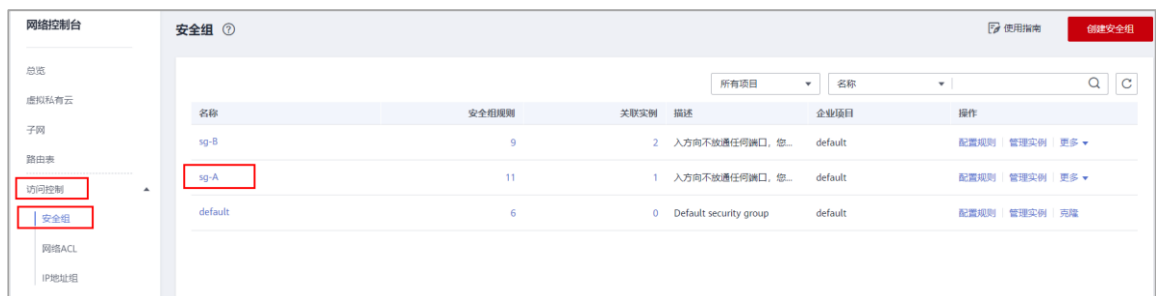 网络控制台
安全组 ?
使用指南
创建安全组
总览
虚拟私有云
子网
路由表
访问控制
安全组
网络ACL
IP地址组
所有项目
名称
名称 安全组规则 关联实例 描述 企业项目 操作
sg-B 9 2 入方向不放通任何端口，您... default 配置规则 管理实例 更多
sg-A 11 1 入方向不放通任何端口，您... default 配置规则 管理实例 更多
default 6 0 Default security group default 配置规则 管理实例 克隆